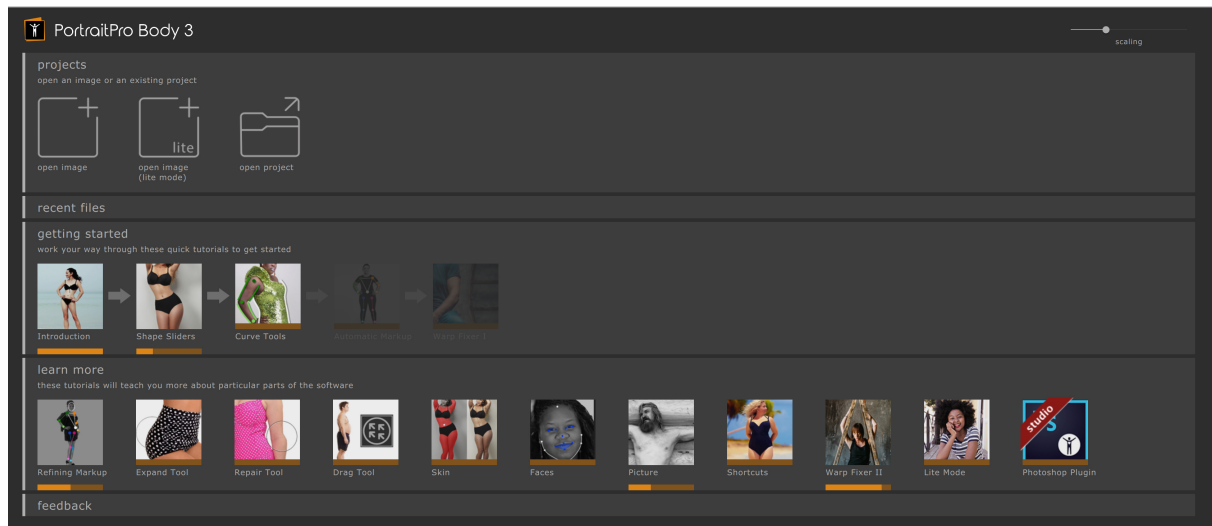 PortraitPro Body 3
scaling
projects
open an image or an existing project
lite
open image
open image
(lite mode)
open project
recent files
getting started
work your way through these quick tutorials to get started
Introduction
Shape Sliders
Curve Tools
Automatic Markup
Warp Fixer I
learn more
these tutorials will teach you more about particular parts of the software
S
studio
Refining Markup
Expand Tool
Repair Tool
Drag Tool
Skin
Faces
Picture
Shortcuts
Warp Fixer II
Lite Mode
Photoshop Plugin
feedback